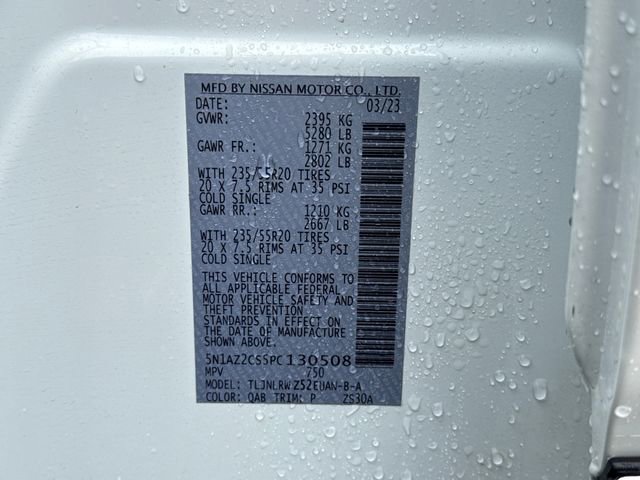 MFD BY NISSAN MOTOR CO., LTD.
DATE: 03/23
GVWR: 2395 KG
5280 LB
GAWR FR.: 1271 KG
2802 LB
WITH 235/55R20 TIRES
20 X 7.5 RIMS AT 35 PSI
COLD SINGLE
GAWR RR.: 1210 KG
2667 LB
WITH 235/55R20 TIRES
20 X 7.5 RIMS AT 35 PSI
COLD SINGLE
THIS VEHICLE CONFORMS TO
ALL APPLICABLE FEDERAL
MOTOR VEHICLE SAFETY AND
THEFT PREVENTION
STANDARDS IN EFFECT ON
THE DATE OF MANUFACTURE
SHOWN ABOVE.
5N1AZ2CS5PC130508
MPV 750
MODEL: TLJNLRWZ52EUAN-B-A
COLOR: QAB TRIM: P ZS30A